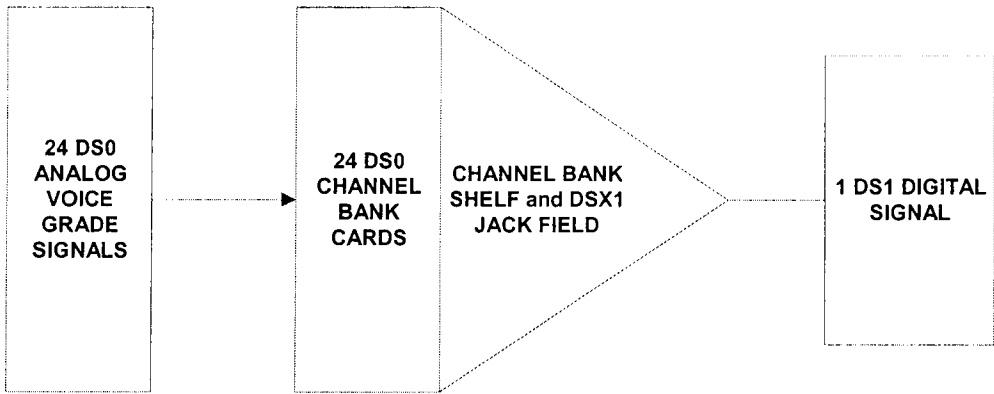 24 DS0
ANALOG
VOICE
GRADE
SIGNALS
24 DS0
CHANNEL
BANK
CARDS
CHANNEL BANK
SHELF and DSX1
JACK FIELD
1 DS1 DIGITAL
SIGNAL